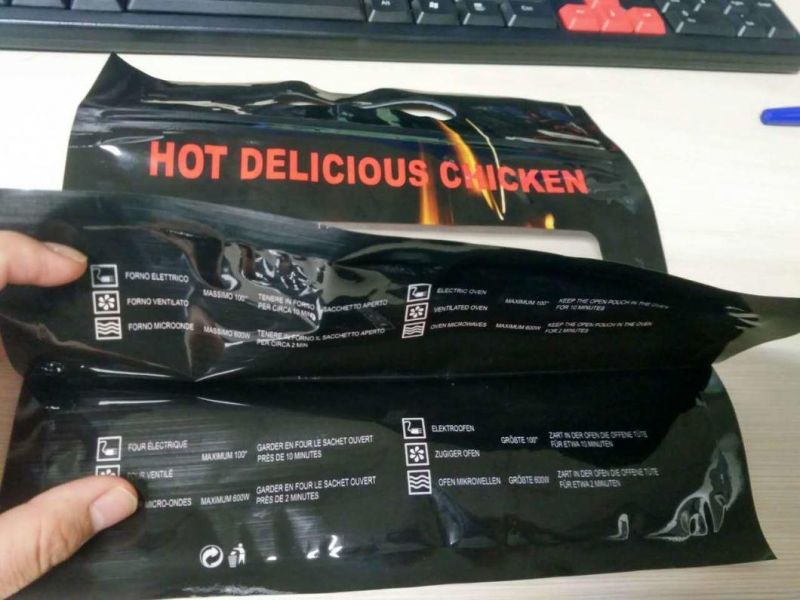 HOT DELICIOUS CHICKEN
FORNO ELETTRICO
FORNO VENTILATO
MASSIMO 100°
TENERE IN FORNO
SACCHETTO APERTO
PER CIRCA 10 MIN
FORNO MICROONDE
MASSIMO 600W
TENERE IN FORNO IL SACCHETTO APERTO
PER CIRCA 2 MIN
ELECTRIC OVEN
VENTILATED OVEN
MAXIMUM 100°
KEEP THE OPEN POUCH IN THE OVEN
FOR 10 MINUTES
OVEN MICROWAVES
MAXIMUM 600W
KEEP THE OPEN POUCH IN THE OVEN
FOR 2 MINUTES
FOUR ÉLECTRIQUE
VENTILÉ
MAXIMUM 100°
GARDER EN FOUR LE SACHET OUVERT
PRÈS DE 10 MINUTES
MICRO-ONDES
MAXIMUM 600W
GARDER EN FOUR LE SACHET OUVERT
PRÈS DE 2 MINUTES
ELEKTROOFEN
ZUGIGER OFEN
GRÖBTE 100°
ZART IN DER OFEN DIE OFFENE TÜTE
FÜR ETWA 10 MINUTEN
OFEN MIKROWELLEN
GRÖBTE 600W
ZART IN DER OFEN DIE OFFENE TÜTE
FÜR ETWA 2 MINUTEN